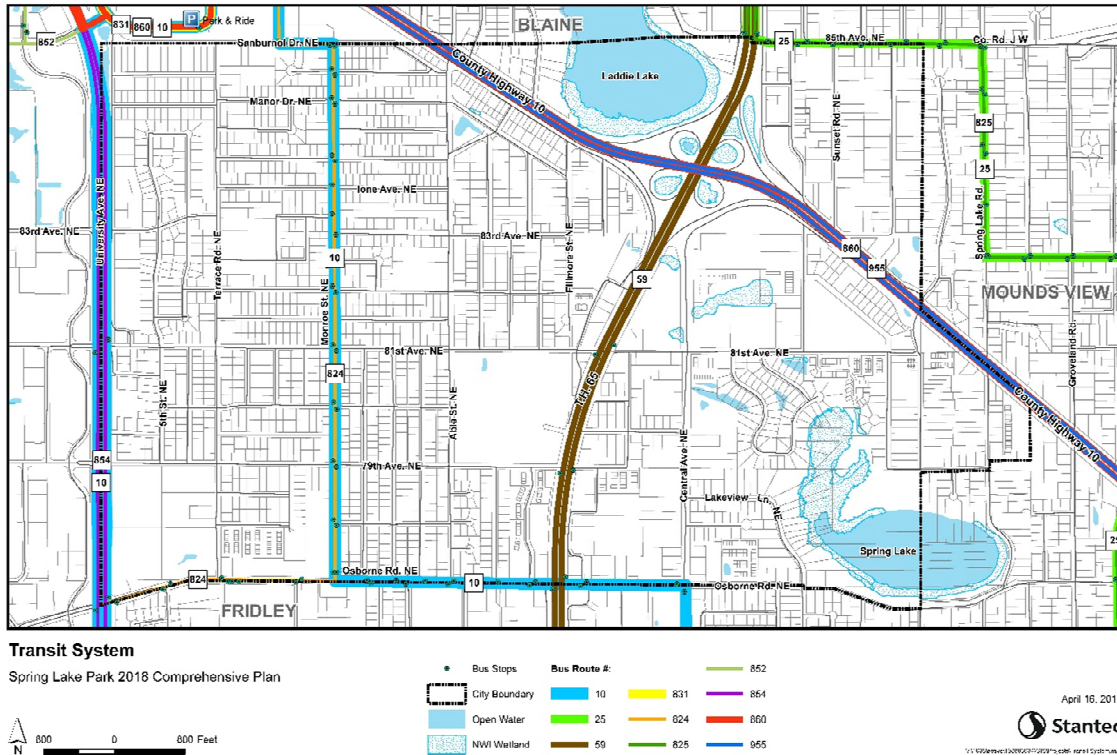 831
860
10
Park & Ride
BLAINE
852
Sanburnol Dr. NE
25
85th Ave. NE
Co. Rd. J W
County Highway 10
Laddie Lake
Manor Dr. NE
Sunset Rd. NE
825
Ione Ave. NE
25
University Ave. NE
83rd Ave. NE
Terrace Rd. NE
83rd Ave. NE
Fillmore St. NE
Spring Lake Rd.
10
860
955
59
MOUNDS VIEW
Monroe St. NE
81st Ave. NE
81st Ave. NE
Groveland Rd.
824
5th St. NE
Able St. NE
T.H. 65
County Highway 10
854
10
79th Ave. NE
Central Ave. NE
Lakeview Ln. NE
Spring Lake
824
Osborne Rd. NE
10
Osborne Rd. NE
FRIDLEY
Transit System
Spring Lake Park 2018 Comprehensive Plan
N
800 0 800 Feet
Bus Stops
City Boundary
Open Water
NWI Wetland
Bus Route #:
10
25
59
831
824
825
852
854
860
955
April 16, 201
Stantec